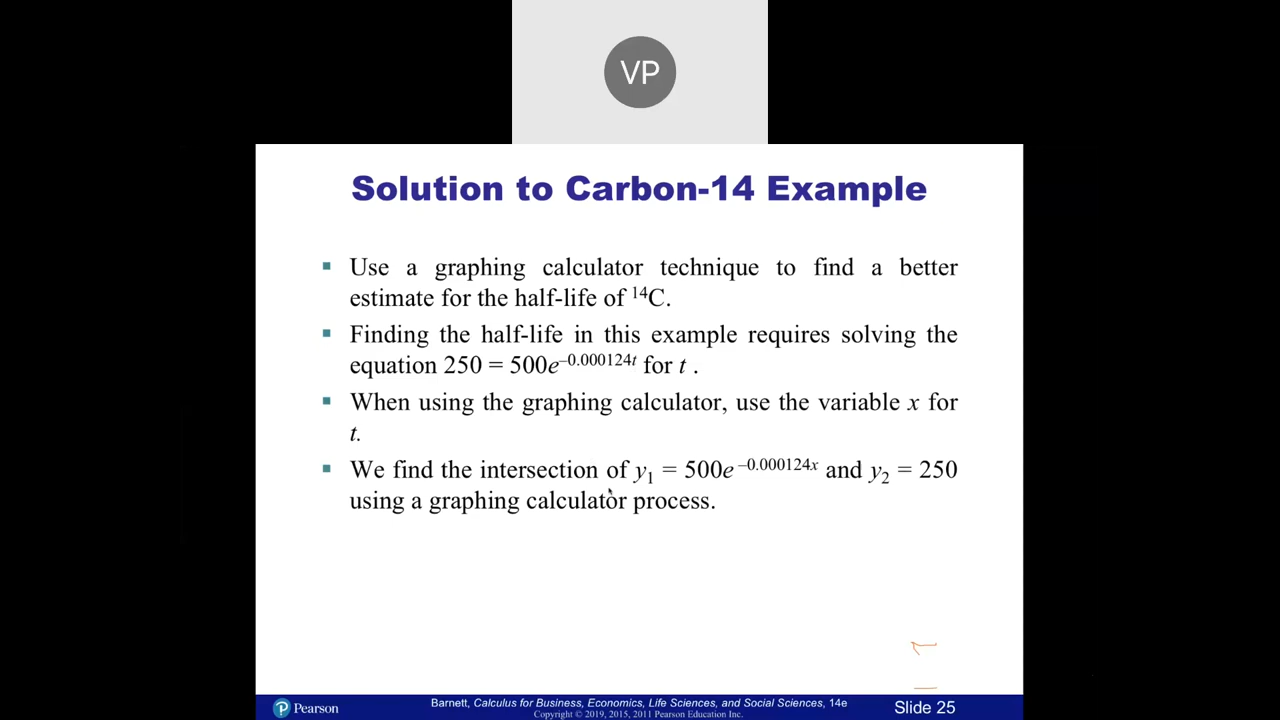 VP
Solution to Carbon-14 Example
▪ Use a graphing calculator technique to find a better
estimate for the half-life of ¹⁴C.
▪ Finding the half-life in this example requires solving the
equation 250 = 500e⁻⁰·⁰⁰⁰¹²⁴ᵗ for t .
▪ When using the graphing calculator, use the variable x for
t.
▪ We find the intersection of y₁ = 500e ⁻⁰·⁰⁰⁰¹²⁴ˣ and y₂ = 250
using a graphing calculator process.
Pearson
Barnett, Calculus for Business, Economics, Life Sciences, and Social Sciences, 14e
Copyright © 2019, 2015, 2011 Pearson Education Inc.
Slide 25